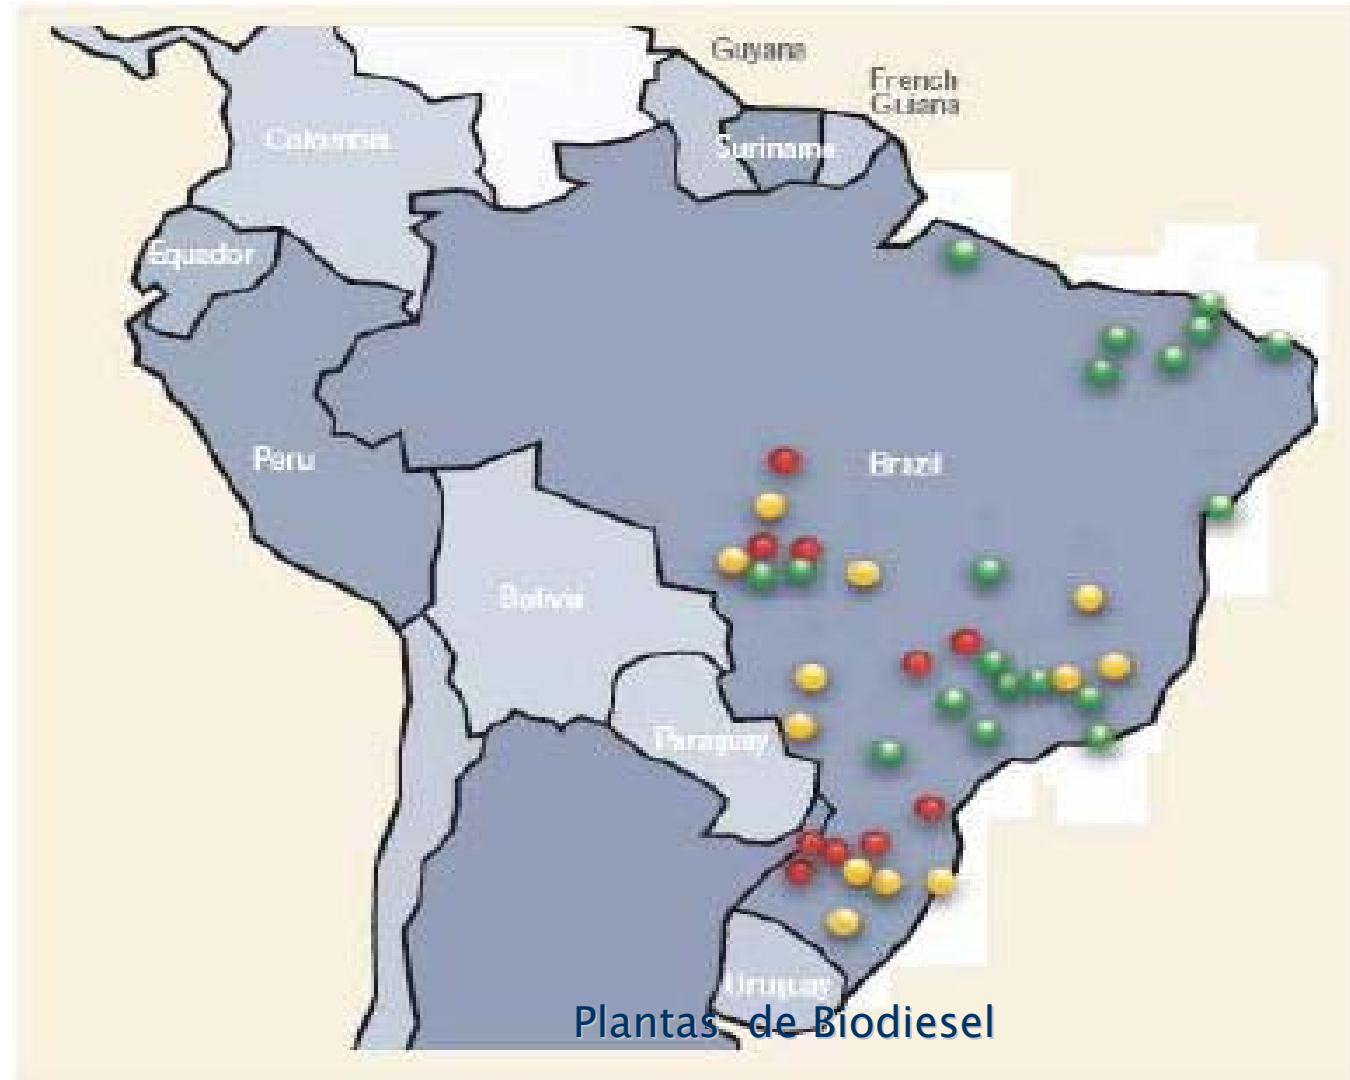 Guyana
French
Guiana
Suriname
Colombia
Equador
Peru
Brazil
Bolivia
Paraguay
Uruguay
Plantas de Biodiesel